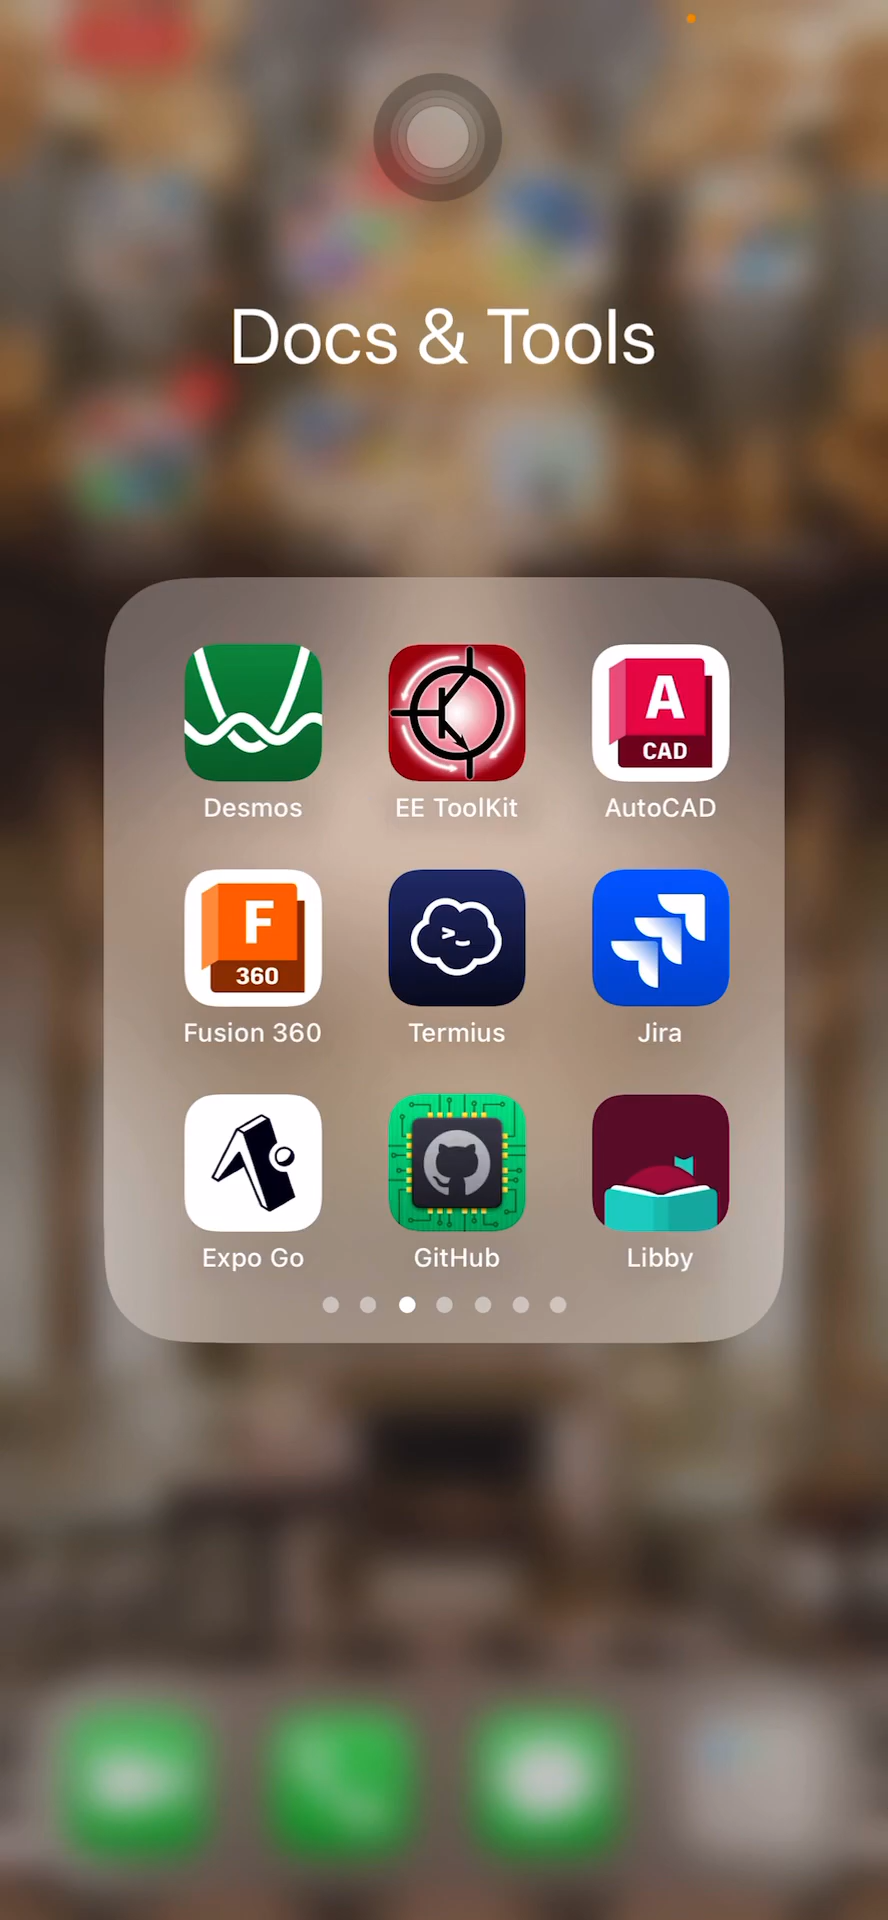 Docs & Tools
A
CAD
Desmos
EE ToolKit
AutoCAD
F
360
>_
Fusion 360
Termius
Jira
Expo Go
GitHub
Libby